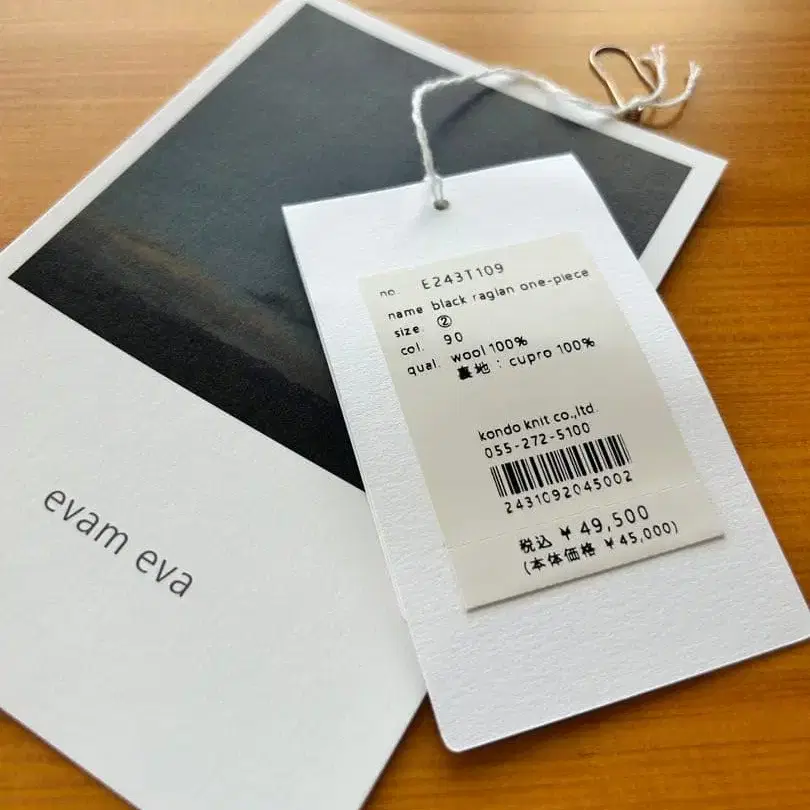 evam eva
no. E243T109
name black raglan one-piece
size. ②
col. 90
qual. wool 100%
裏地 : cupro 100%
kondo knit co.,ltd.
055-272-5100
2431092045002
税込 ¥ 49,500
(本体価格 ¥ 45,000)